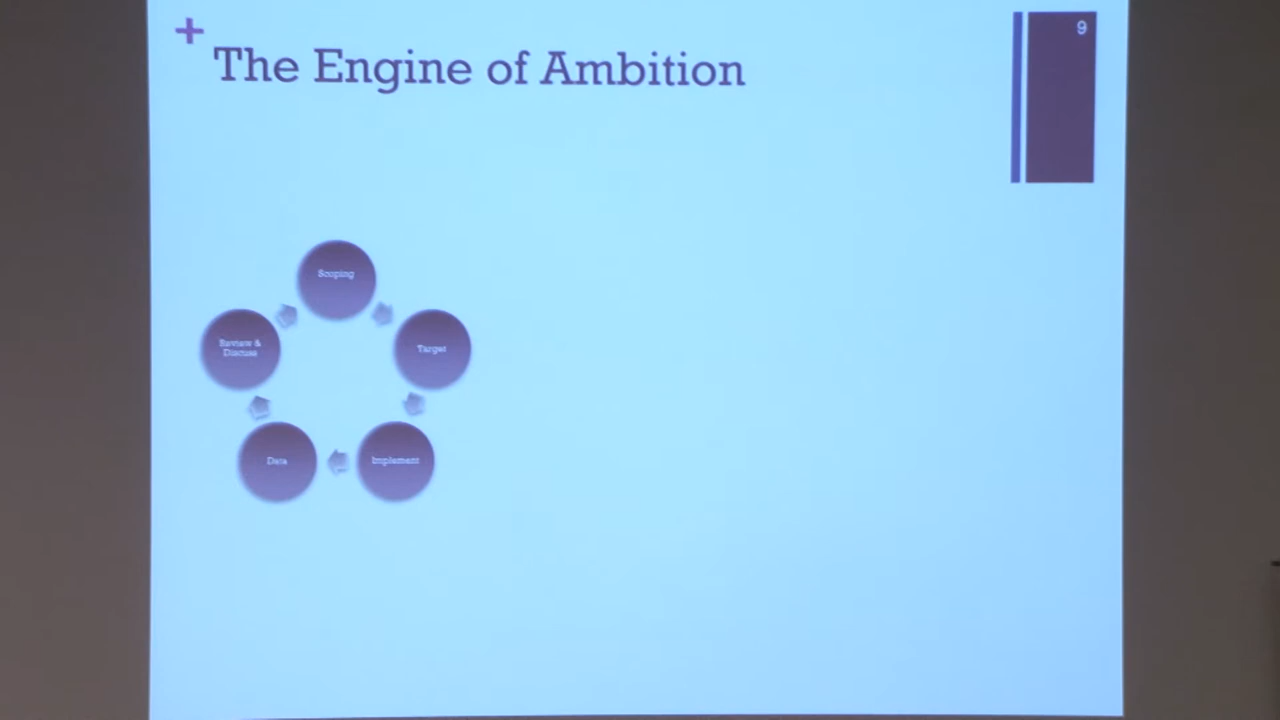 +
The Engine of Ambition
9
Scoping
Target
Implement
Data
Review &
Discuss